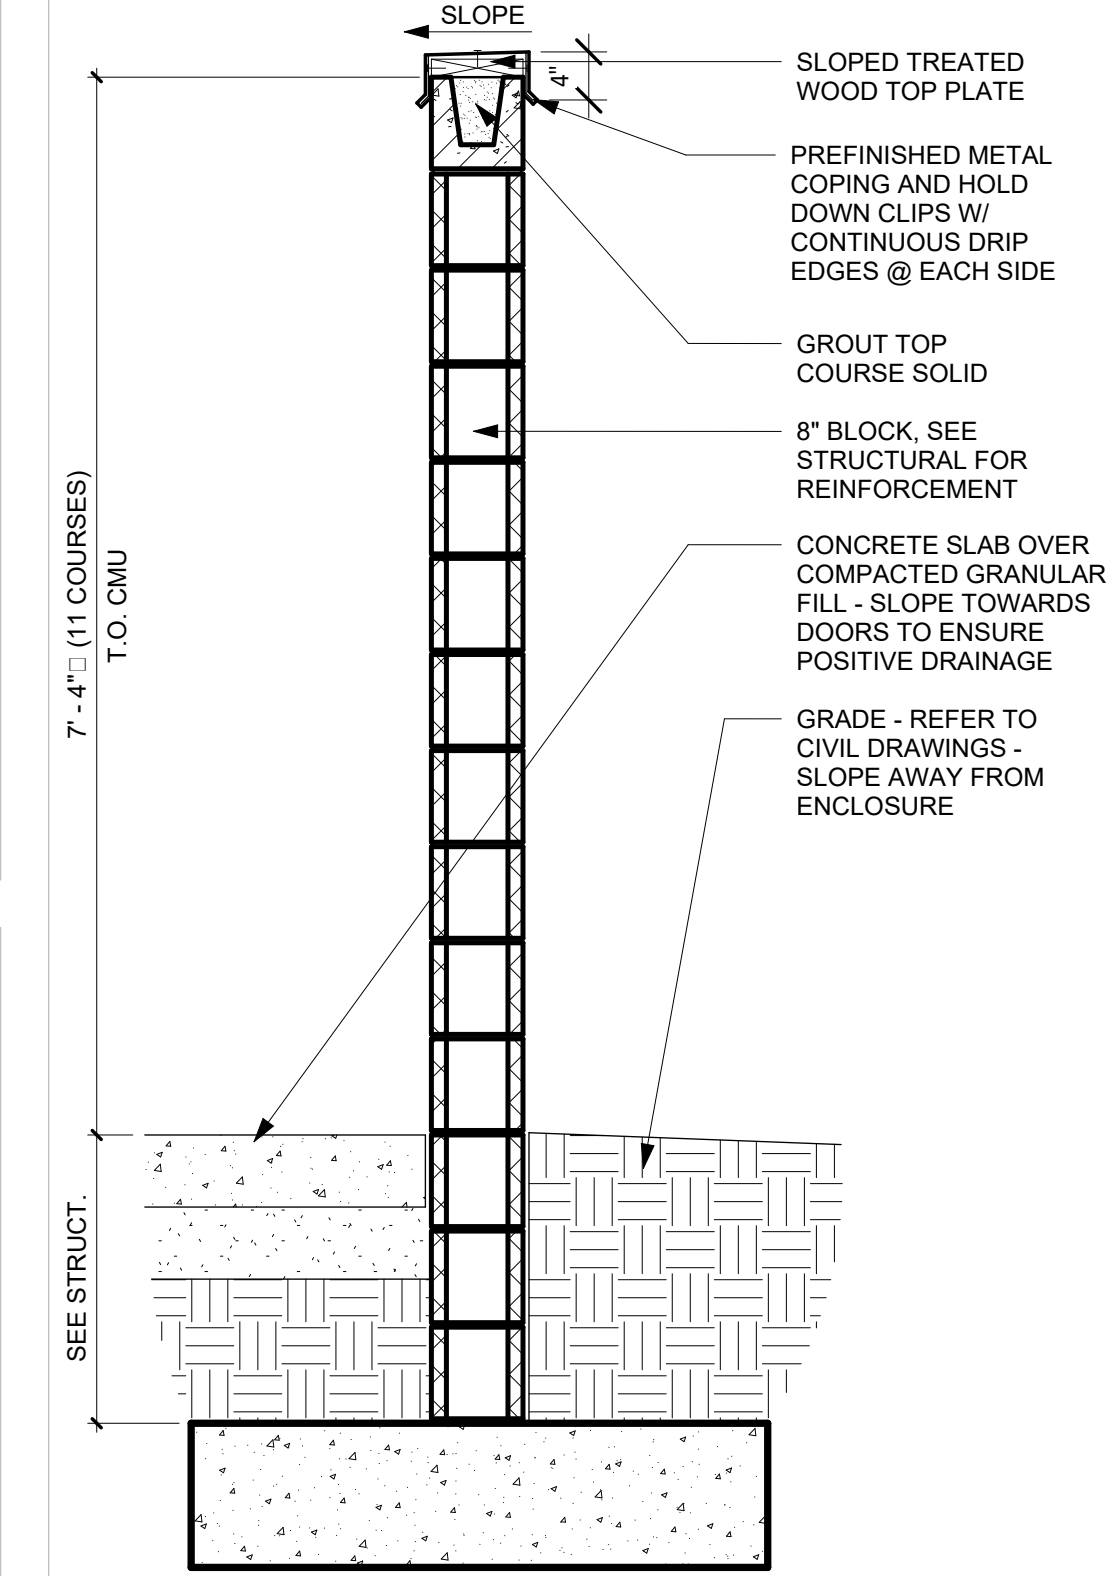 SLOPE
4"
SLOPED TREATED
WOOD TOP PLATE
PREFINISHED METAL
COPING AND HOLD
DOWN CLIPS W/
CONTINUOUS DRIP
EDGES @ EACH SIDE
GROUT TOP
COURSE SOLID
8" BLOCK, SEE
STRUCTURAL FOR
REINFORCEMENT
CONCRETE SLAB OVER
COMPACTED GRANULAR
FILL - SLOPE TOWARDS
DOORS TO ENSURE
POSITIVE DRAINAGE
GRADE - REFER TO
CIVIL DRAWINGS -
SLOPE AWAY FROM
ENCLOSURE
7' - 4"□ (11 COURSES)
T.O. CMU
SEE STRUCT.